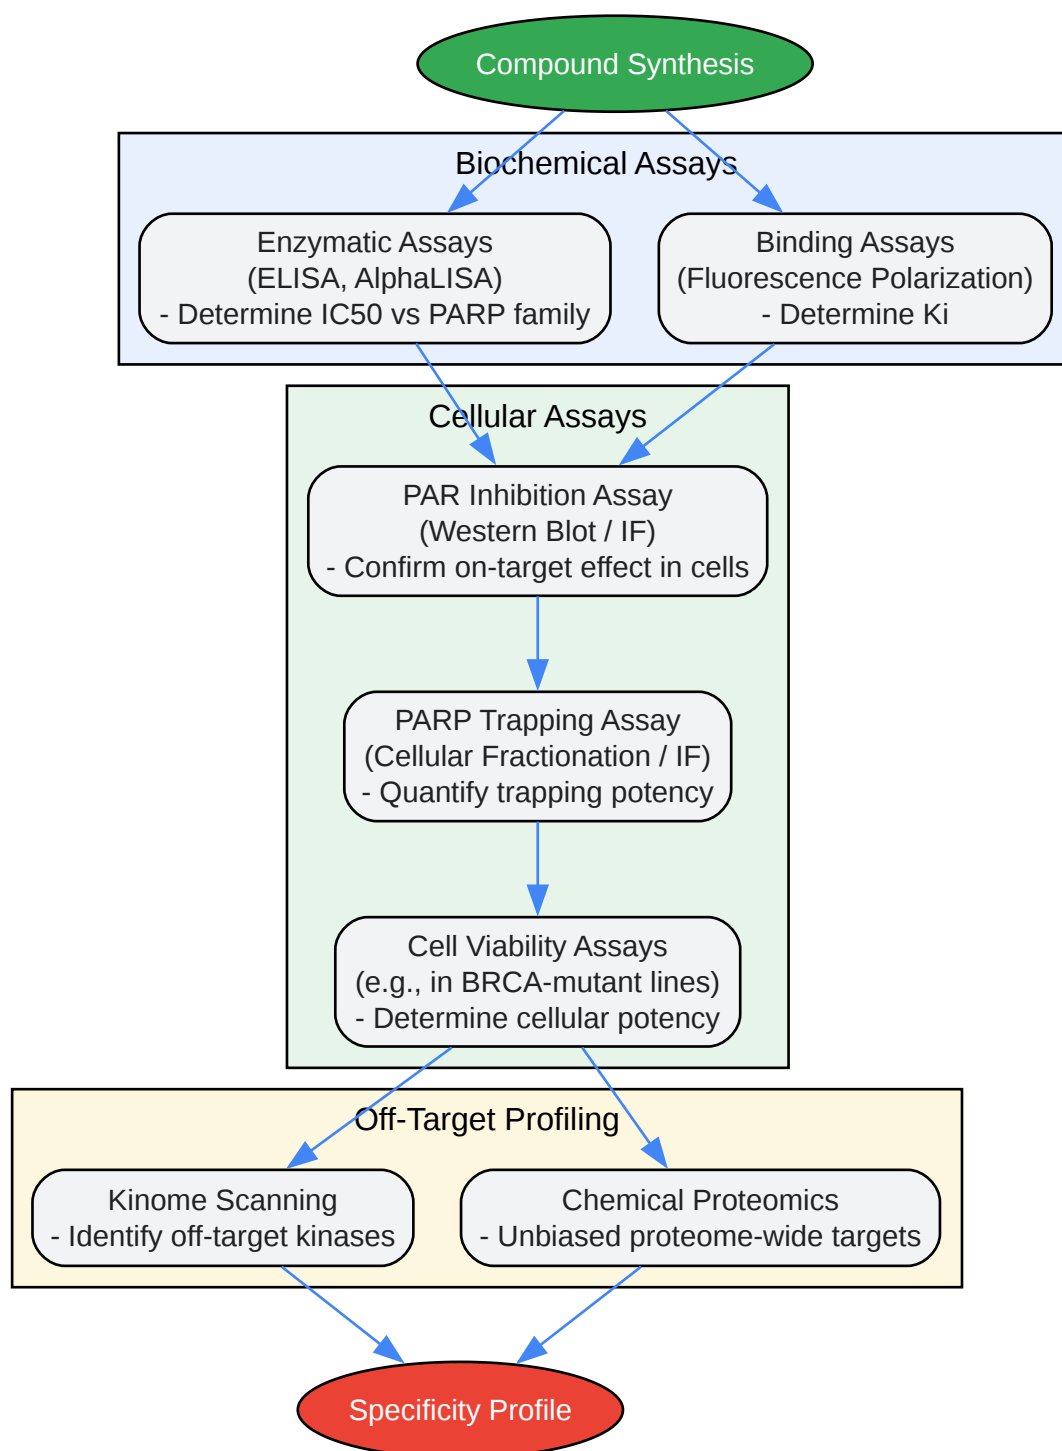 Compound Synthesis
Biochemical Assays
Enzymatic Assays
(ELISA, AlphaLISA)
- Determine IC50 vs PARP family
Binding Assays
(Fluorescence Polarization)
- Determine Ki
Cellular Assays
PAR Inhibition Assay
(Western Blot / IF)
- Confirm on-target effect in cells
PARP Trapping Assay
(Cellular Fractionation / IF)
- Quantify trapping potency
Cell Viability Assays
(e.g., in BRCA-mutant lines)
- Determine cellular potency
Off-Target Profiling
Kinome Scanning
- Identify off-target kinases
Chemical Proteomics
- Unbiased proteome-wide targets
Specificity Profile